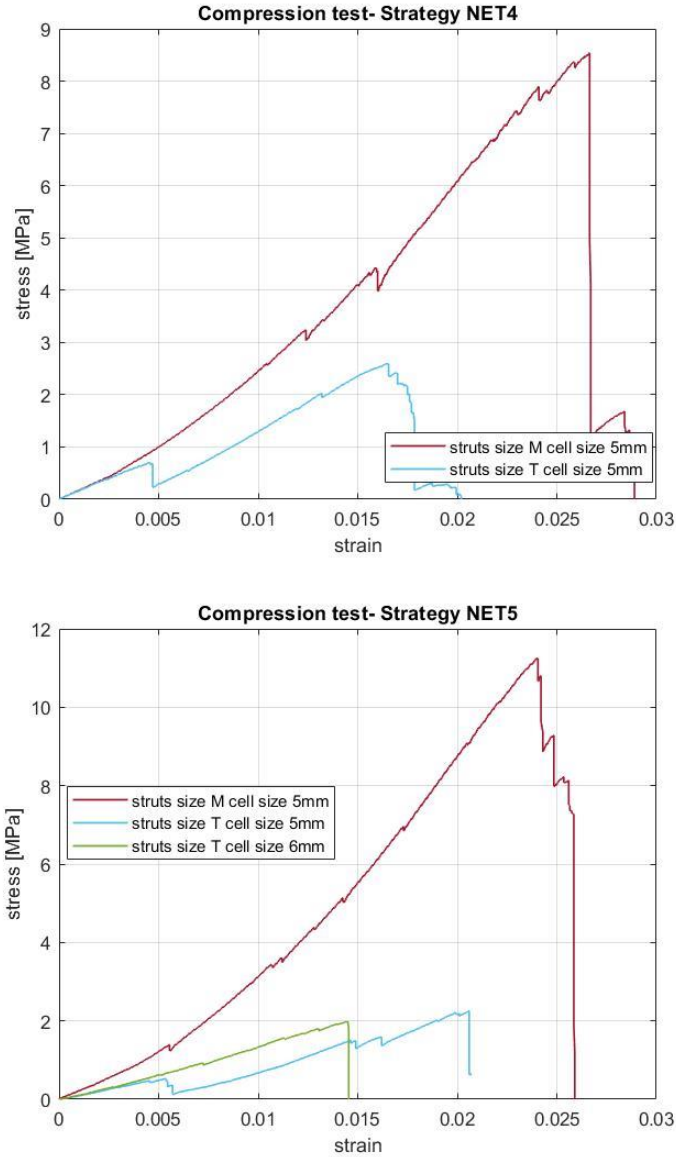 Compression test- Strategy NET4
9
8
7
6
5
4
3
2
1
0
stress [MPa]
struts size M cell size 5mm
struts size T cell size 5mm
0
0.005
0.01
0.015
0.02
0.025
0.03
strain
Compression test- Strategy NET5
12
10
8
6
4
2
0
stress [MPa]
struts size M cell size 5mm
struts size T cell size 5mm
struts size T cell size 6mm
0
0.005
0.01
0.015
0.02
0.025
0.03
strain